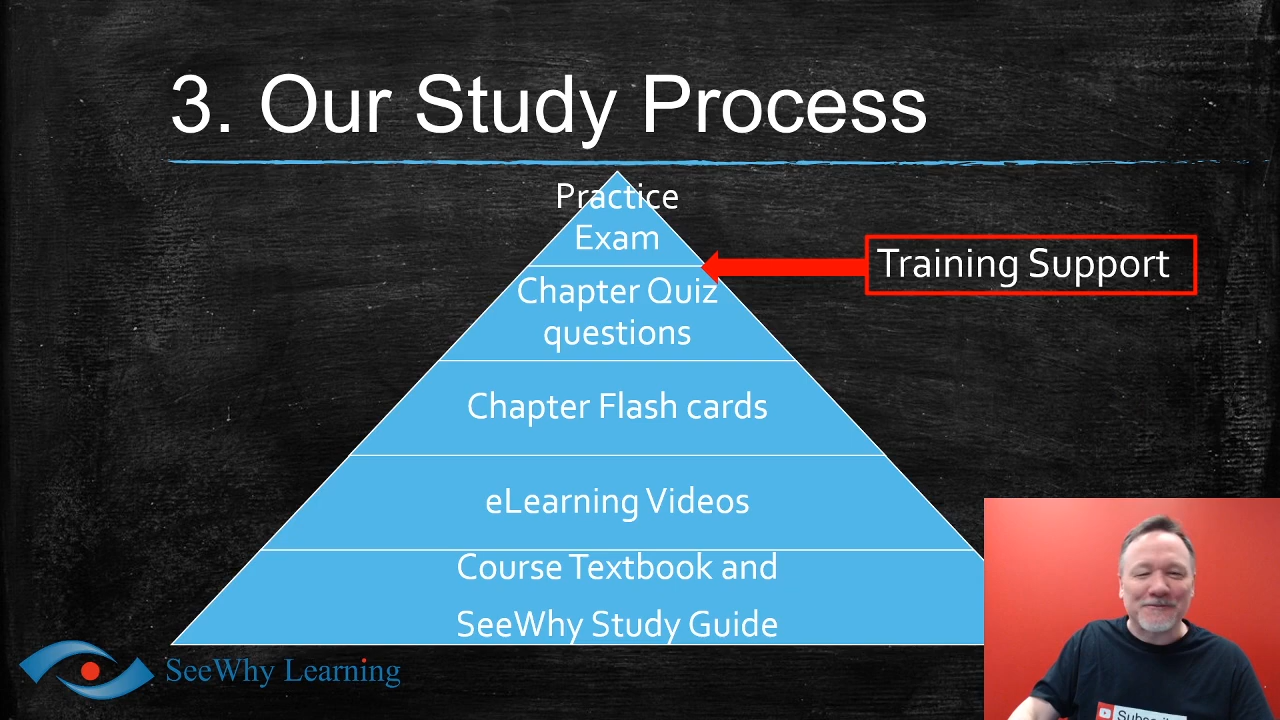 3. Our Study Process
Practice
Exam
Training Support
Chapter Quiz
questions
Chapter Flash cards
eLearning Videos
Course Textbook and
SeeWhy Study Guide
SeeWhy Learning